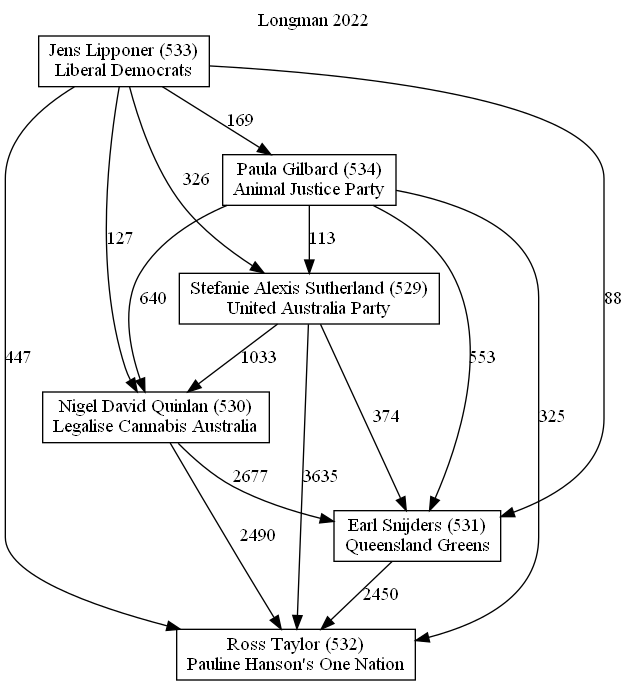 Longman 2022
Jens Lipponer (533)
Liberal Democrats
169
Paula Gilbard (534)
Animal Justice Party
326
127
113
Stefanie Alexis Sutherland (529)
United Australia Party
640
88
447
1033
553
Nigel David Quinlan (530)
Legalise Cannabis Australia
374
325
2677
3635
Earl Snijders (531)
Queensland Greens
2490
2450
Ross Taylor (532)
Pauline Hanson's One Nation